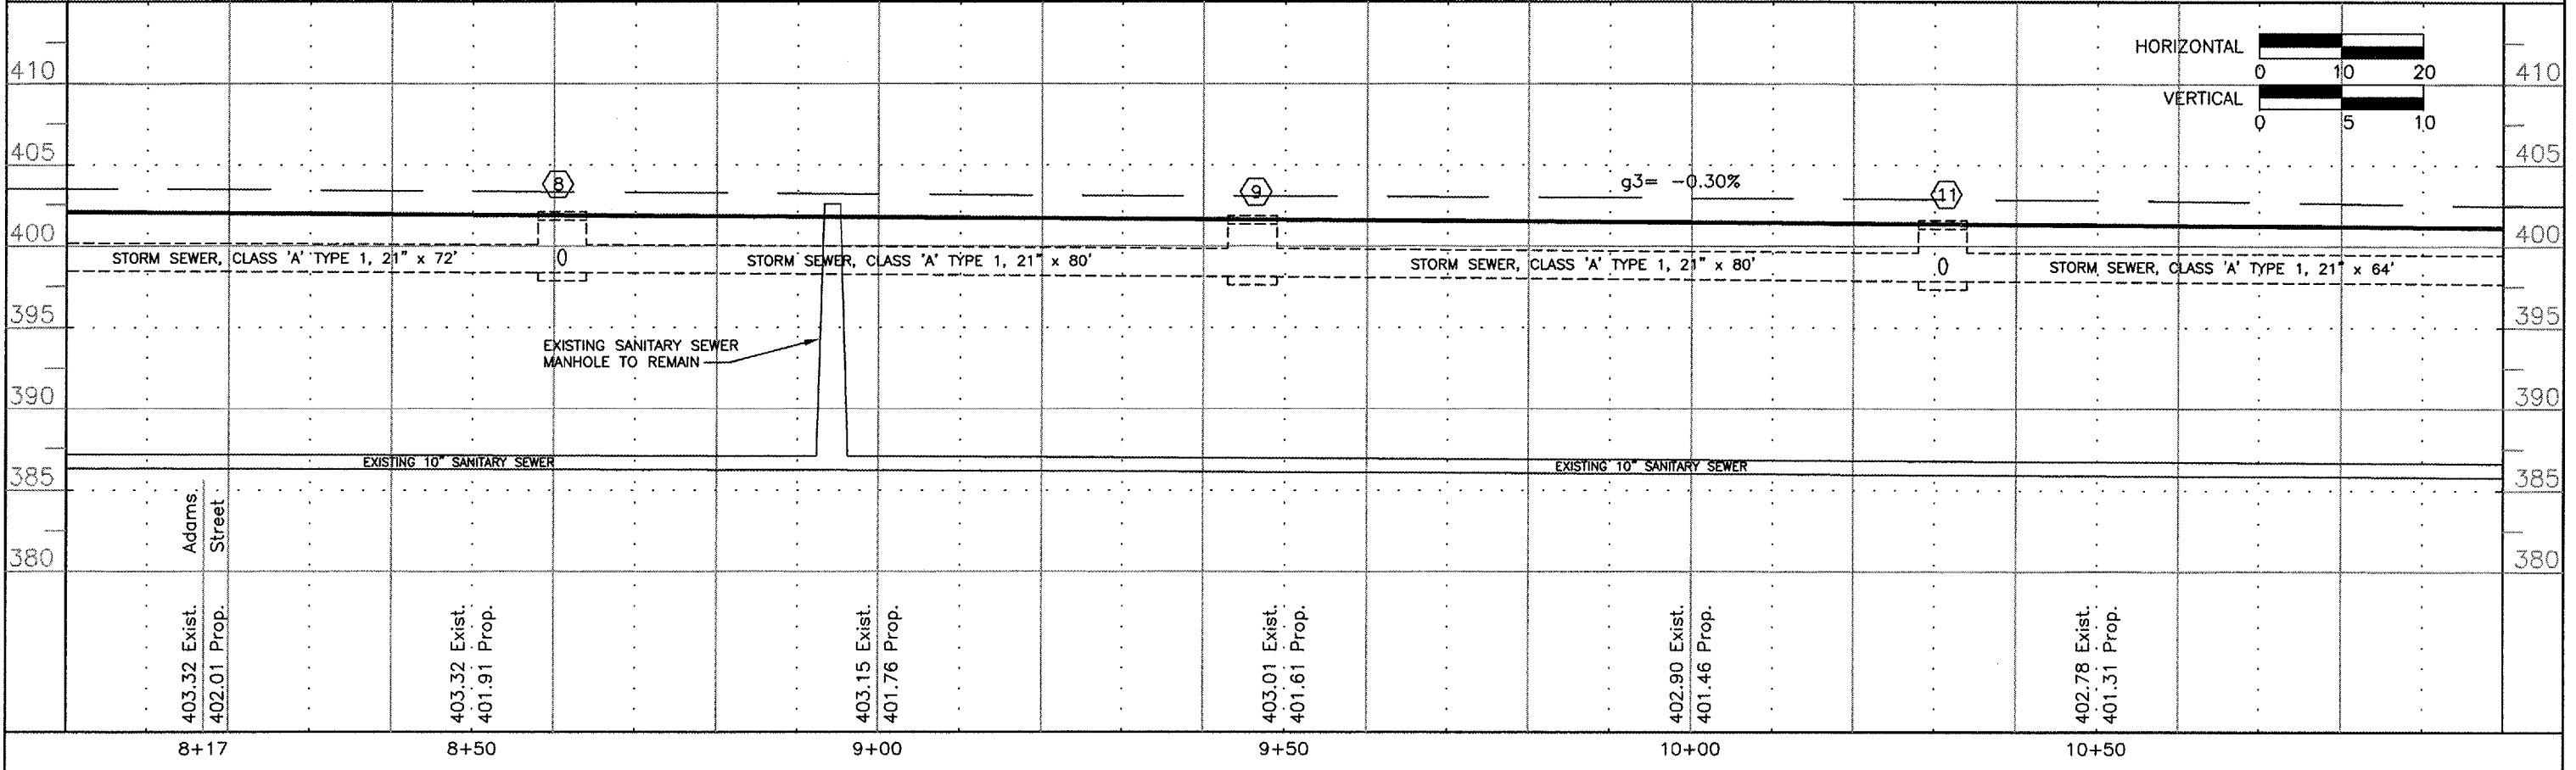 HORIZONTAL
0 10 20
VERTICAL
0 5 10
410
410
405
405
8
9
g3= -0.30%
11
400
400
STORM SEWER, CLASS 'A' TYPE 1, 21" x 72'
STORM SEWER, CLASS 'A' TYPE 1, 21" x 80'
STORM SEWER, CLASS 'A' TYPE 1, 21" x 80'
STORM SEWER, CLASS 'A' TYPE 1, 21" x 64'
395
395
EXISTING SANITARY SEWER
MANHOLE TO REMAIN
390
390
EXISTING 10" SANITARY SEWER
EXISTING 10" SANITARY SEWER
385
385
Adams
Street
380
380
403.32 Exist.
402.01 Prop.
403.32 Exist.
401.91 Prop.
403.15 Exist.
401.76 Prop.
403.01 Exist.
401.61 Prop.
402.90 Exist.
401.46 Prop.
402.78 Exist.
401.31 Prop.
8+17
8+50
9+00
9+50
10+00
10+50